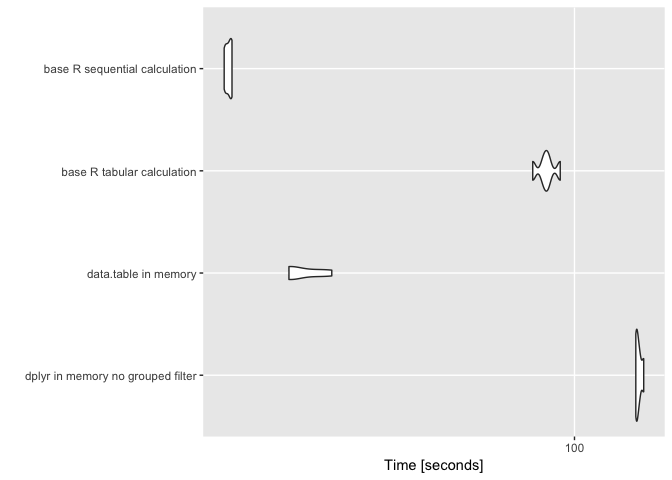 base R sequential calculation
base R tabular calculation
data.table in memory
dplyr in memory no grouped filter
100
Time [seconds]